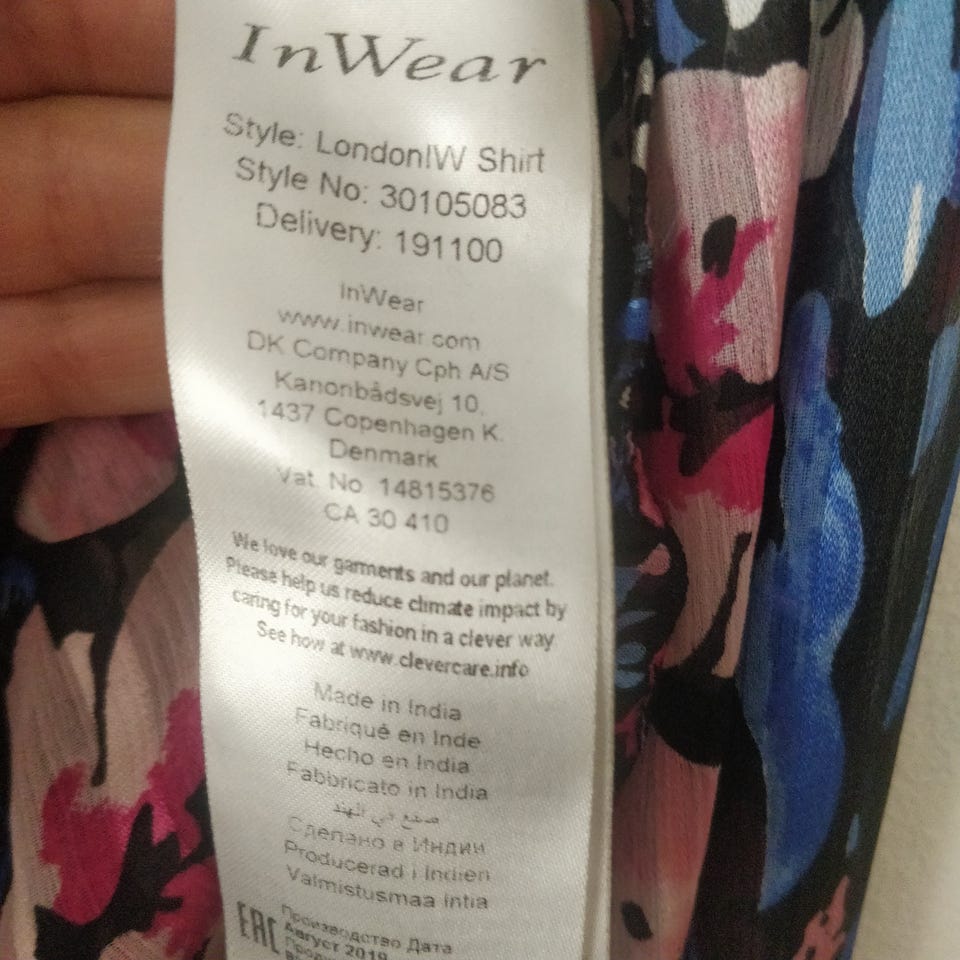 InWear
Style: LondonIW Shirt
Style No: 30105083
Delivery: 191100
InWear
www.inwear.com
DK Company Cph A/S
Kanonbådsvej 10,
1437 Copenhagen K.
Denmark
Vat. No. 14815376
CA 30 410
We love our garments and our planet.
Please help us reduce climate impact by
caring for your fashion in a clever way
See how at www.clevercare.info
Made in India
Fabriqué en Inde
Hecho en India
Fabbricato in India
صنع في الهند
Сделано в Индии
Producerad i Indien
Valmistusmaa Intia
EAC
Производство Дата
Август 2019